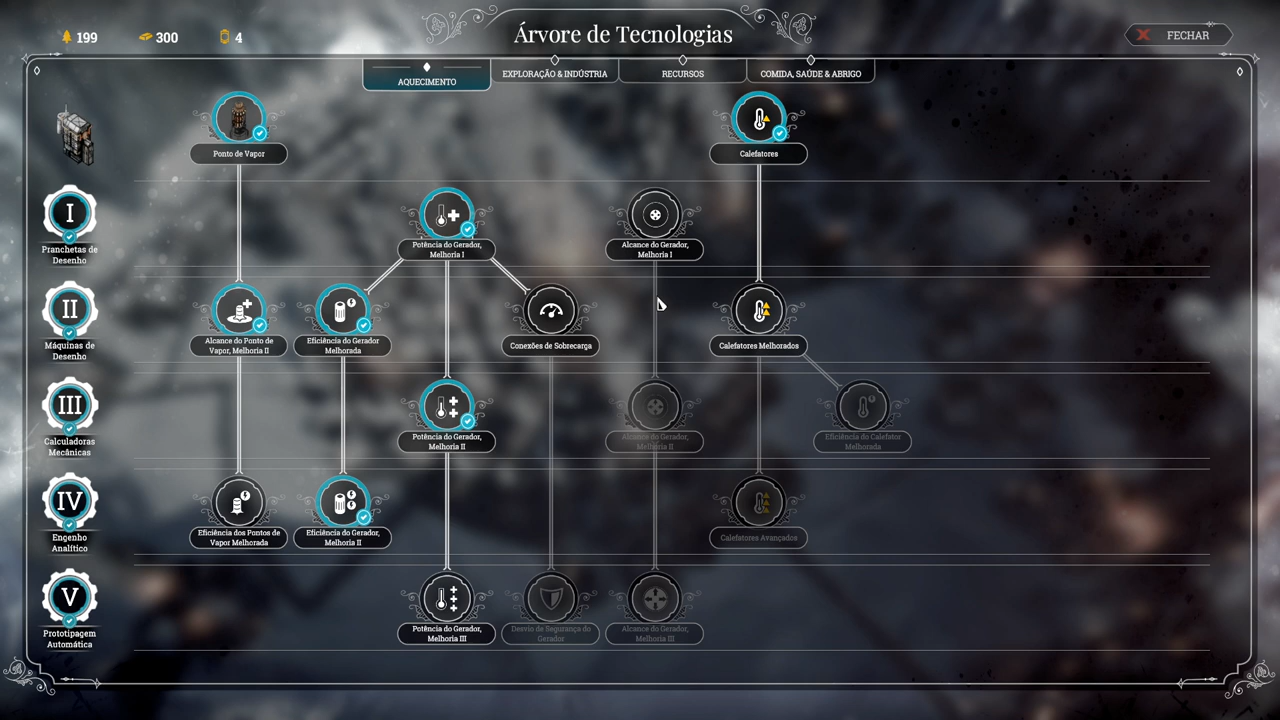 199
300
4
Árvore de Tecnologias
FECHAR
AQUECIMENTO
EXPLORAÇÃO & INDÚSTRIA
RECURSOS
COMIDA, SAÚDE & ABRIGO
Ponto de Vapor
Calefatores
I
Pranchetas de
Desenho
Potência do Gerador,
Melhoria I
Alcance do Gerador,
Melhoria I
II
Máquinas de
Desenho
Alcance do Ponto de
Vapor, Melhoria II
Eficiência do Gerador
Melhorada
Conexões de Sobrecarga
Calefatores Melhorados
III
Calculadoras
Mecânicas
Potência do Gerador,
Melhoria II
Alcance do Gerador,
Melhoria II
Eficiência do Calefator
Melhorada
IV
Engenho
Analítico
Eficiência dos Pontos de
Vapor Melhorada
Eficiência do Gerador,
Melhoria II
Calefatores Avançados
V
Prototipagem
Automática
Potência do Gerador,
Melhoria III
Desvio de Segurança do
Gerador
Alcance do Gerador,
Melhoria III